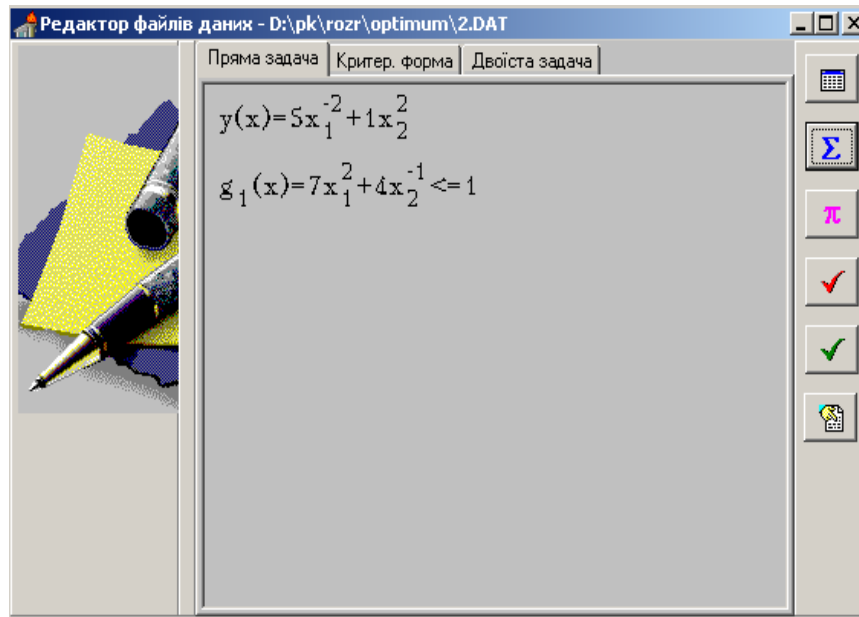 Редактор файлів даних - D:\pk\rozr\optimum\2.DAT
Пряма задача Критер. форма Двоїста задача
y(x)=5x₁⁻²+1x₂²
g₁(x)=7x₁²+4x₂⁻¹<=1
Σ
π